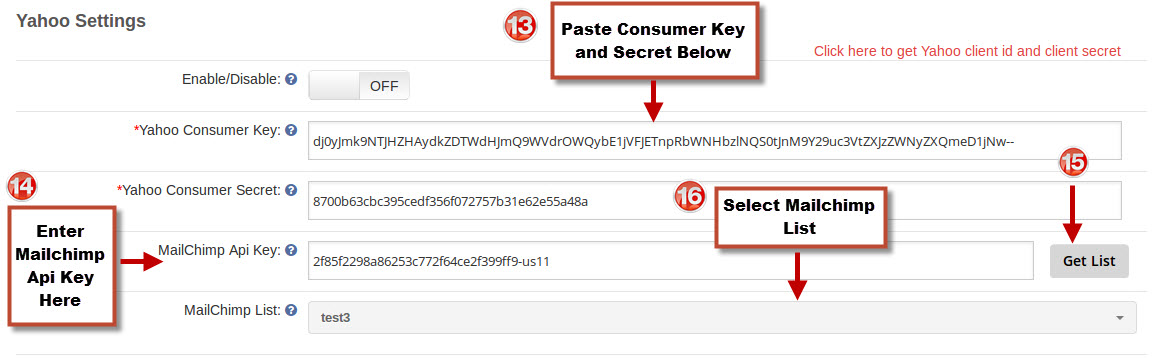 Yahoo Settings
13
Paste Consumer Key
and Secret Below
Click here to get Yahoo client id and client secret
Enable/Disable:
OFF
*Yahoo Consumer Key:
dj0yJmk9NTJHZHAydkZDTWdHJmQ9WVdrOWQybE1jVFJETnpRbWNHbzlNQS0tJnM9Y29uc3VtZXJzZWNyZXQmeD1jNw--
15
14
*Yahoo Consumer Secret:
8700b63cbc395cedf356f072757b31e62e55a48a
16
Select Mailchimp
List
Enter
Mailchimp
Api Key
Here
MailChimp Api Key:
2f85f2298a86253c772f64ce2f399ff9-us11
Get List
MailChimp List:
test3